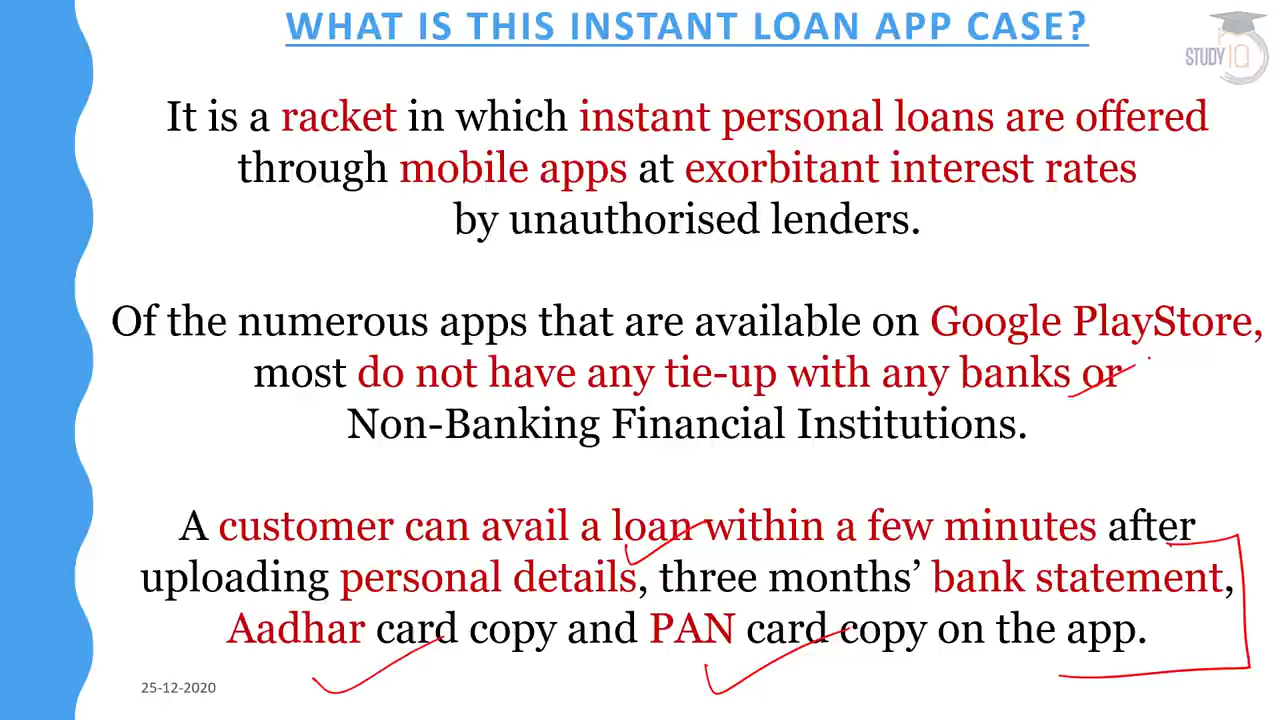 WHAT IS THIS INSTANT LOAN APP CASE?
STUDY IQ
It is a racket in which instant personal loans are offered
through mobile apps at exorbitant interest rates
by unauthorised lenders.
Of the numerous apps that are available on Google PlayStore,
most do not have any tie-up with any banks or
Non-Banking Financial Institutions.
A customer can avail a loan within a few minutes after
uploading personal details, three months’ bank statement,
Aadhar card copy and PAN card copy on the app.
25-12-2020